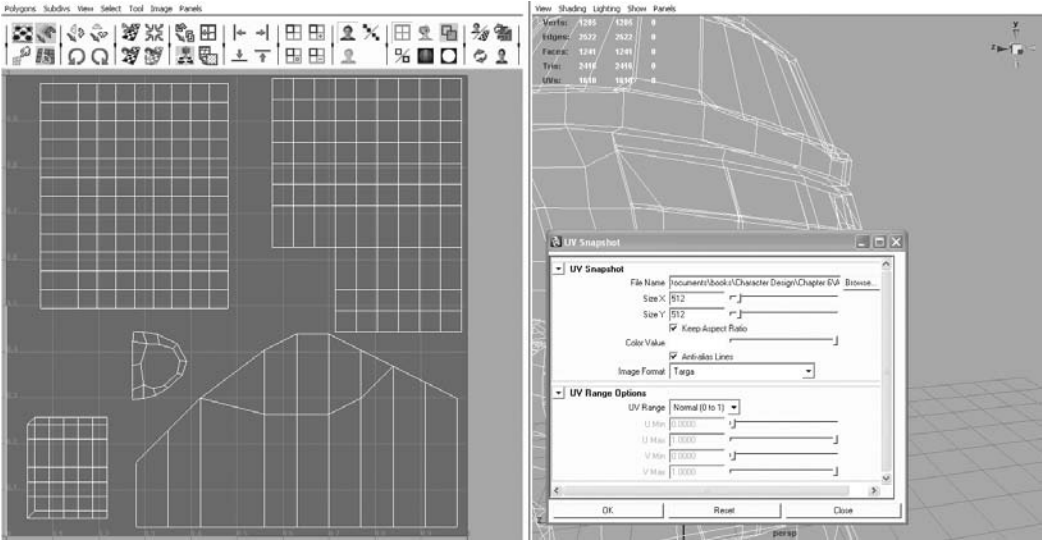 Polygons Subdivs View Select Tool Image Panels
View Shading Lighting Show Panels
Verts: 1285 1285 0
Edges: 2522 2522 0
Faces: 1241 1241 0
Tris: 2416 2416 0
UVs: 1610 1610 0
y
z
UV Snapshot
UV Snapshot
File Name Browse...
Size X 512
Size Y 512
Keep Aspect Ratio
Color Value
Anti-alias Lines
Image Format Targa
UV Range Options
UV Range Normal (0 to 1)
U Min 0.0000
U Max 1.0000
V Min 0.0000
V Max 1.0000
OK Reset Close
persp